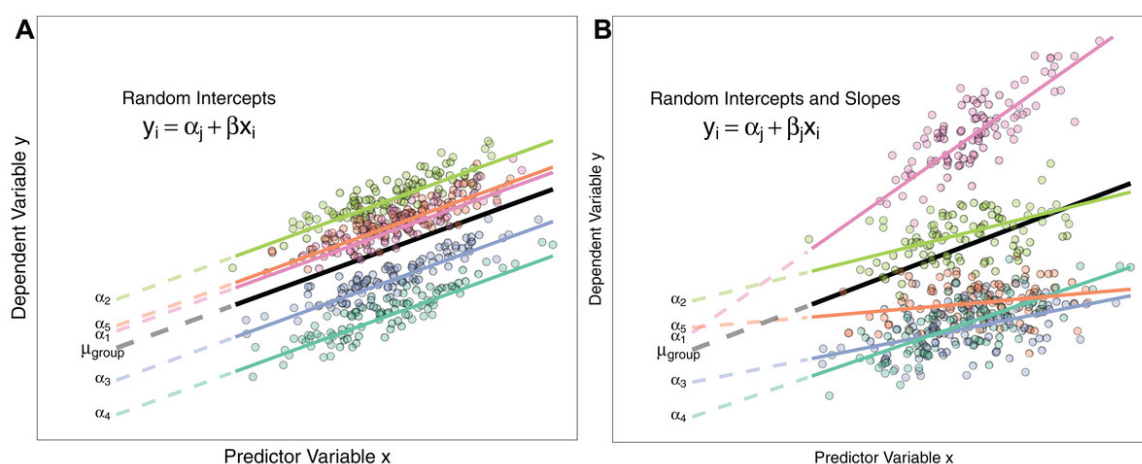 A
Random Intercepts
yᵢ = αⱼ + βxᵢ
Dependent Variable y
α₂
α₅
α₁
μgroup
α₃
α₄
Predictor Variable x
B
Random Intercepts and Slopes
yᵢ = αⱼ + βⱼxᵢ
Dependent Variable y
α₂
α₅
α₁
μgroup
α₃
α₄
Predictor Variable x